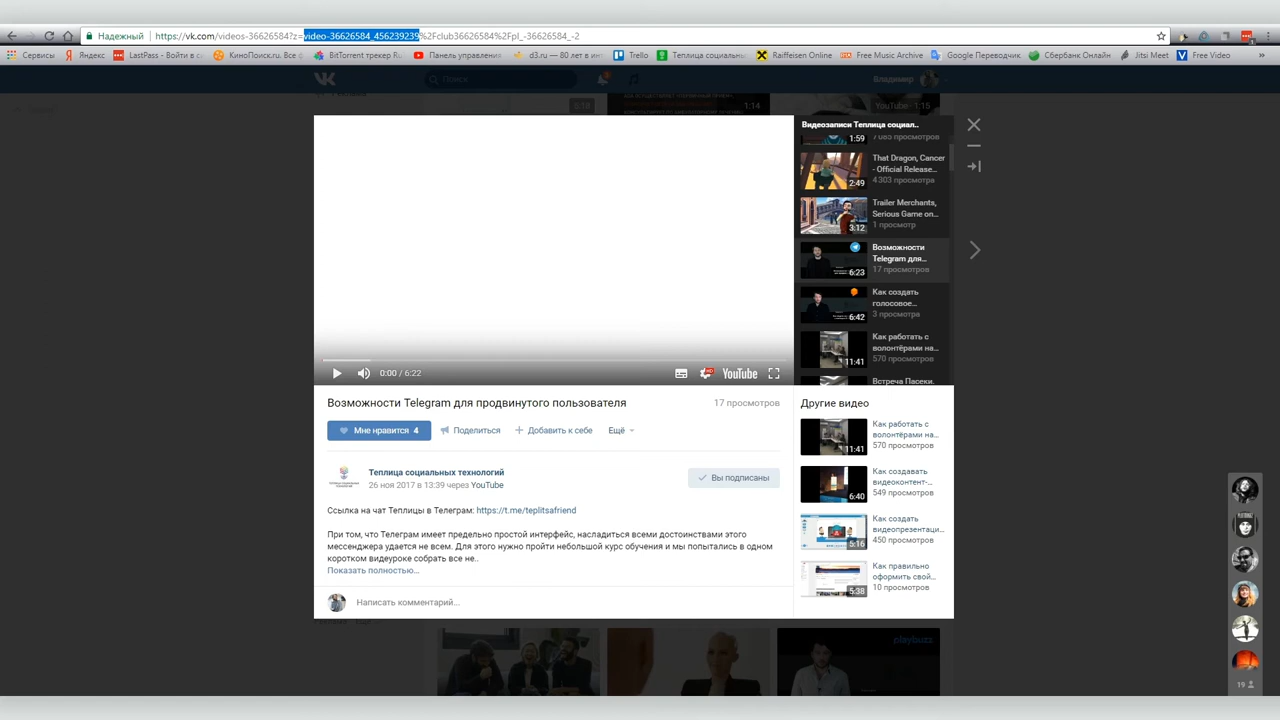 Надежный
https://vk.com/videos-36626584?z=video-36626584_456239239%2Fclub36626584%2Fpl_-36626584_-2
Сервисы
Яндекс
LastPass - Войти в с
КиноПоиск.ru. Все ф
BitTorrent трекер Ru
Панель управления
d3.ru — 80 лет
Trello
Теплица социальн
Raiffeisen Online
Free Music Archive
Google Переводчик
Сбербанк Онлайн
Jitsi Meet
Free Video
Поиск
Владимир
5:18
1:14
YouTube · 1:15
Видеозаписи Теплица социал..
1:59
7 085 просмотров
That Dragon, Cancer
- Official Release...
4 303 просмотра
2:49
Trailer Merchants,
Serious Game on...
1 просмотр
3:12
Возможности
Telegram для...
17 просмотров
6:23
Как создать
голосовое...
3 просмотра
6:42
Как работать с
волонтёрами на...
570 просмотров
11:41
Встреча Пасеки.
0:00 / 6:22
HD
YouTube
Возможности Telegram для продвинутого пользователя
17 просмотров
Мне нравится 4
Поделиться
Добавить к себе
Ещё
Теплица социальных технологий
26 ноя 2017 в 13:39 через YouTube
Вы подписаны
Ссылка на чат Теплицы в Телеграм: https://t.me/teplitsafriend
При том, что Телеграм имеет предельно простой интерфейс, насладиться всеми достоинствами этого
мессенджера удается не всем. Для этого нужно пройти небольшой курс обучения и мы попытались в одном
коротком видеуроке собрать все не..
Показать полностью...
Написать комментарий...
Другие видео
Как работать с
волонтёрами на...
570 просмотров
11:41
Как создавать
видеоконтент-...
549 просмотров
6:40
Как создать
видеопрезентаци...
450 просмотров
5:16
Как правильно
оформить свой...
10 просмотров
5:38
playbuzz
19